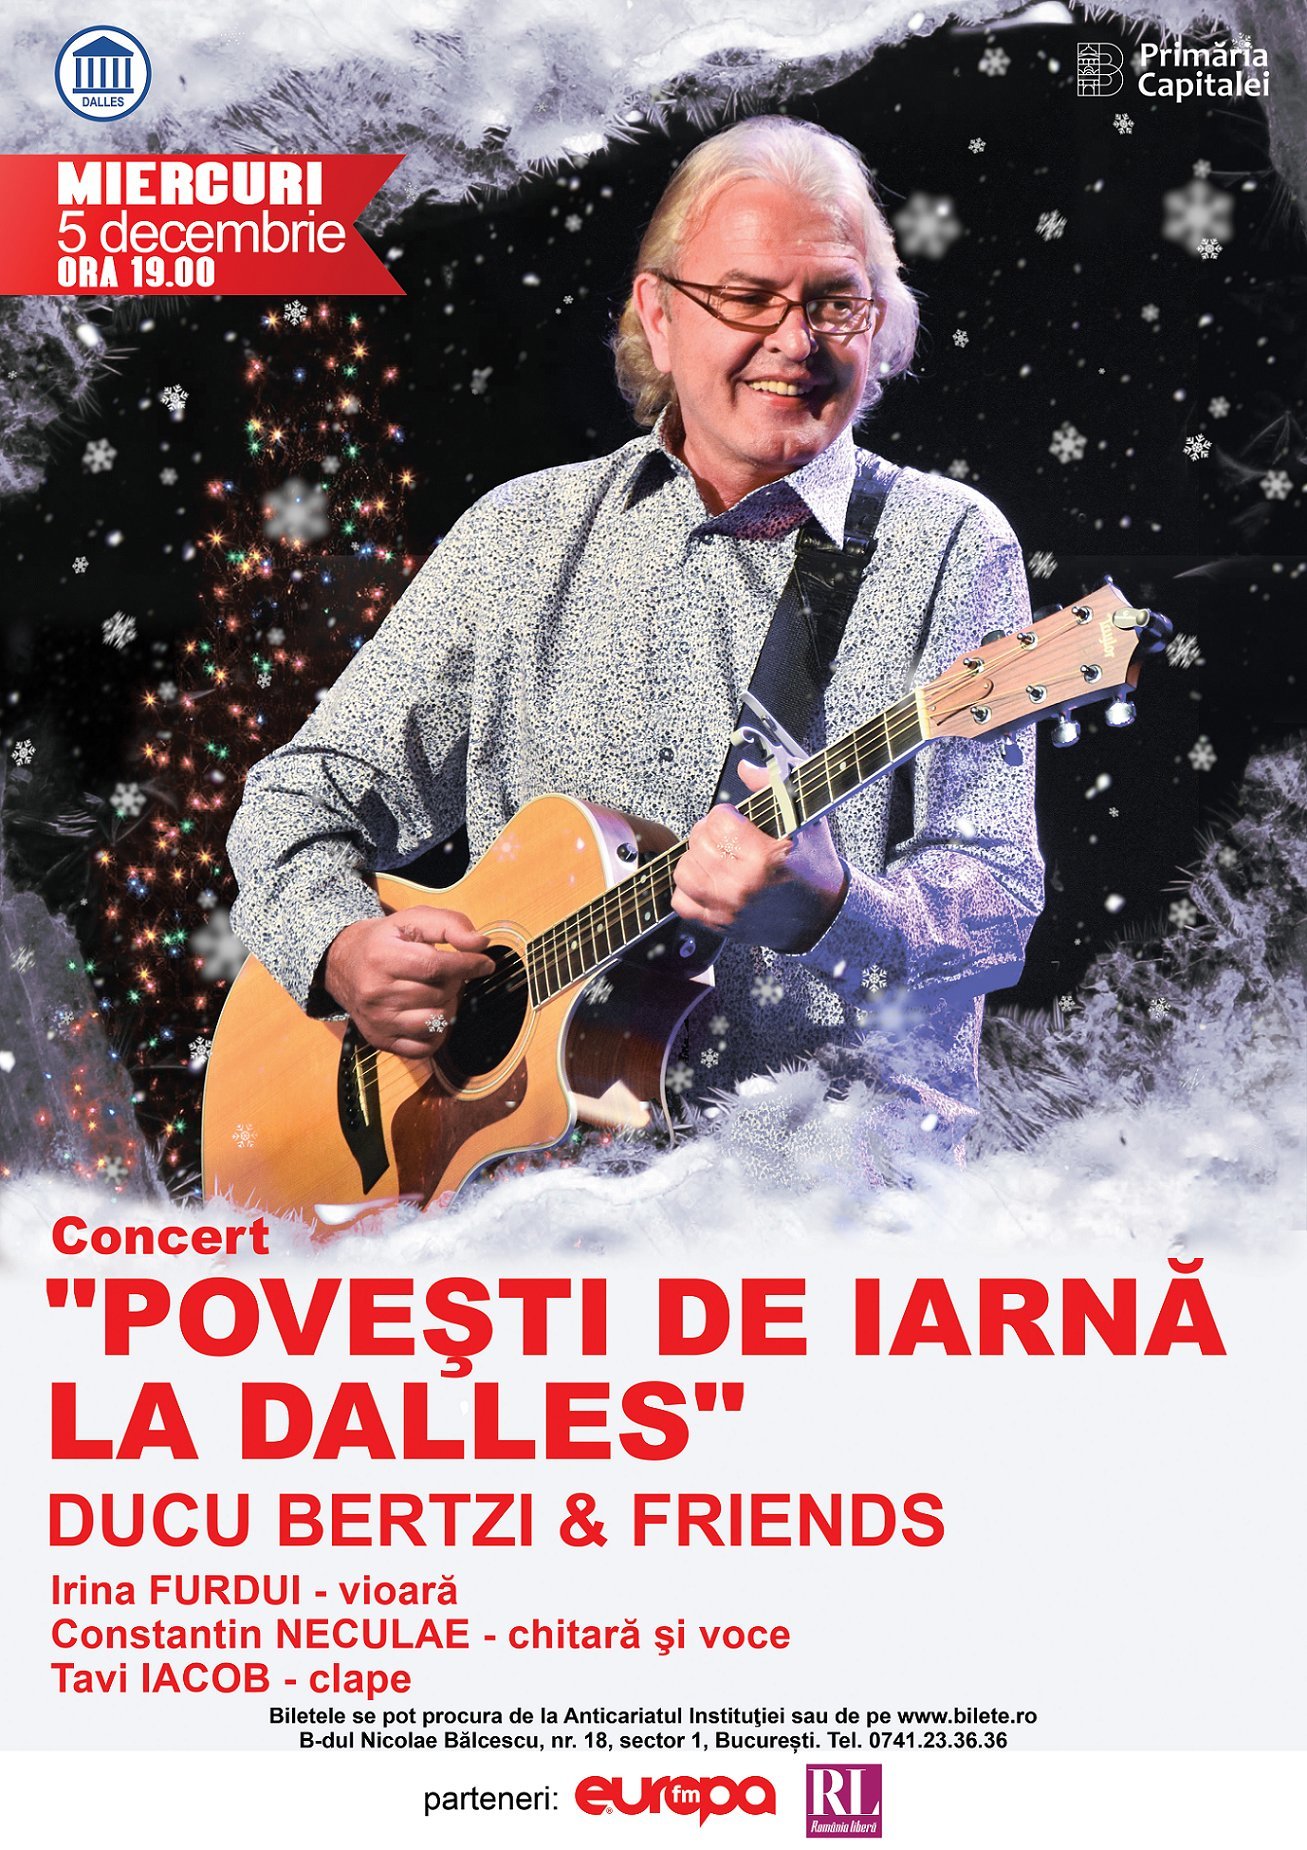 DALLES
Primăria
Capitalei
MIERCURI
5 decembrie
ORA 19.00
Taylor
Concert
"POVEŞTI DE IARNĂ
LA DALLES"
DUCU BERTZI & FRIENDS
Irina FURDUI - vioară
Constantin NECULAE - chitară şi voce
Tavi IACOB - clape
Biletele se pot procura de la Anticariatul Instituţiei sau de pe www.bilete.ro
B-dul Nicolae Bălcescu, nr. 18, sector 1, Bucureşti. Tel. 0741.23.36.36
parteneri: europa fm RL
România liberă